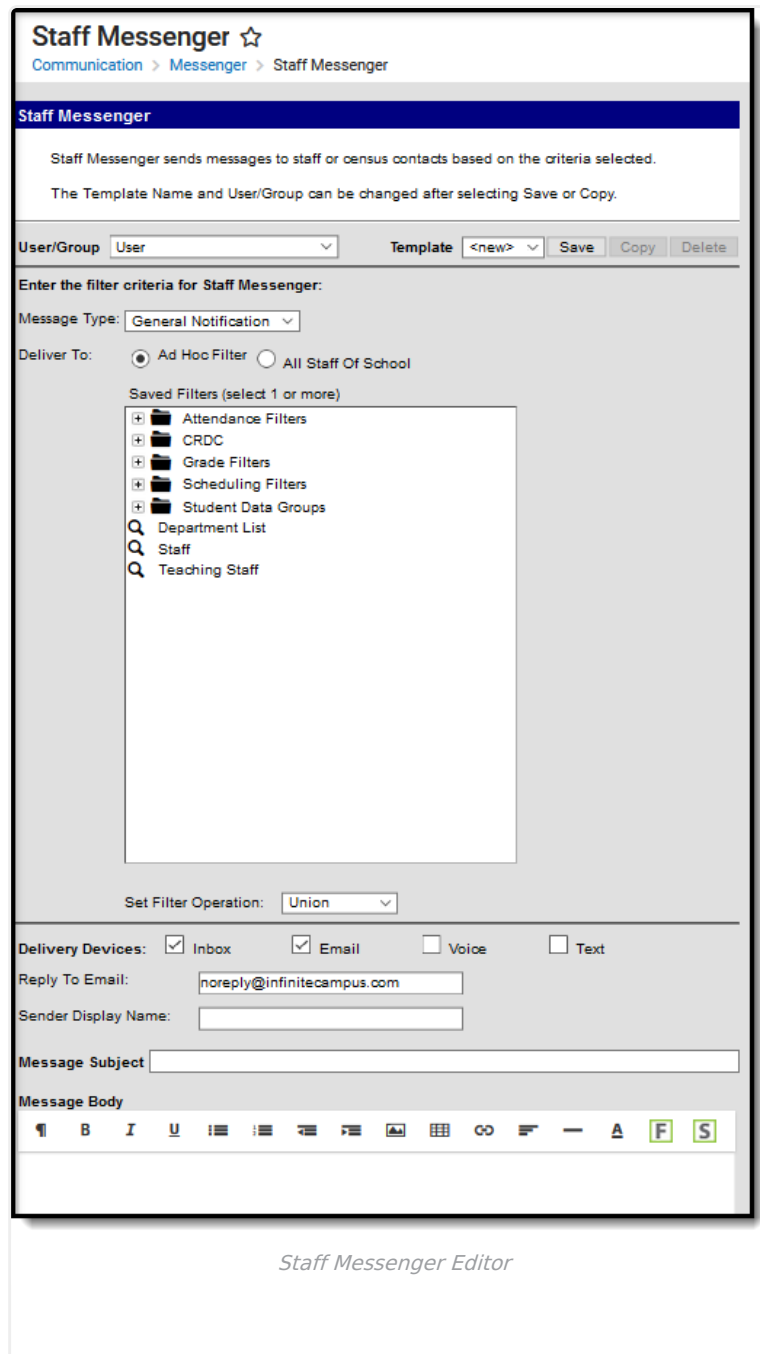 Staff Messenger
Communication > Messenger > Staff Messenger
Staff Messenger
Staff Messenger sends messages to staff or census contacts based on the criteria selected.
The Template Name and User/Group can be changed after selecting Save or Copy.
User/Group User Template <new> Save Copy Delete
Enter the filter criteria for Staff Messenger:
Message Type: General Notification
Deliver To: Ad Hoc Filter All Staff Of School
Saved Filters (select 1 or more)
Attendance Filters
CRDC
Grade Filters
Scheduling Filters
Student Data Groups
Department List
Staff
Teaching Staff
Set Filter Operation: Union
Delivery Devices: Inbox Email Voice Text
Reply To Email: noreply@infinitecampus.com
Sender Display Name:
Message Subject
Message Body
¶ B I U A F S
Staff Messenger Editor